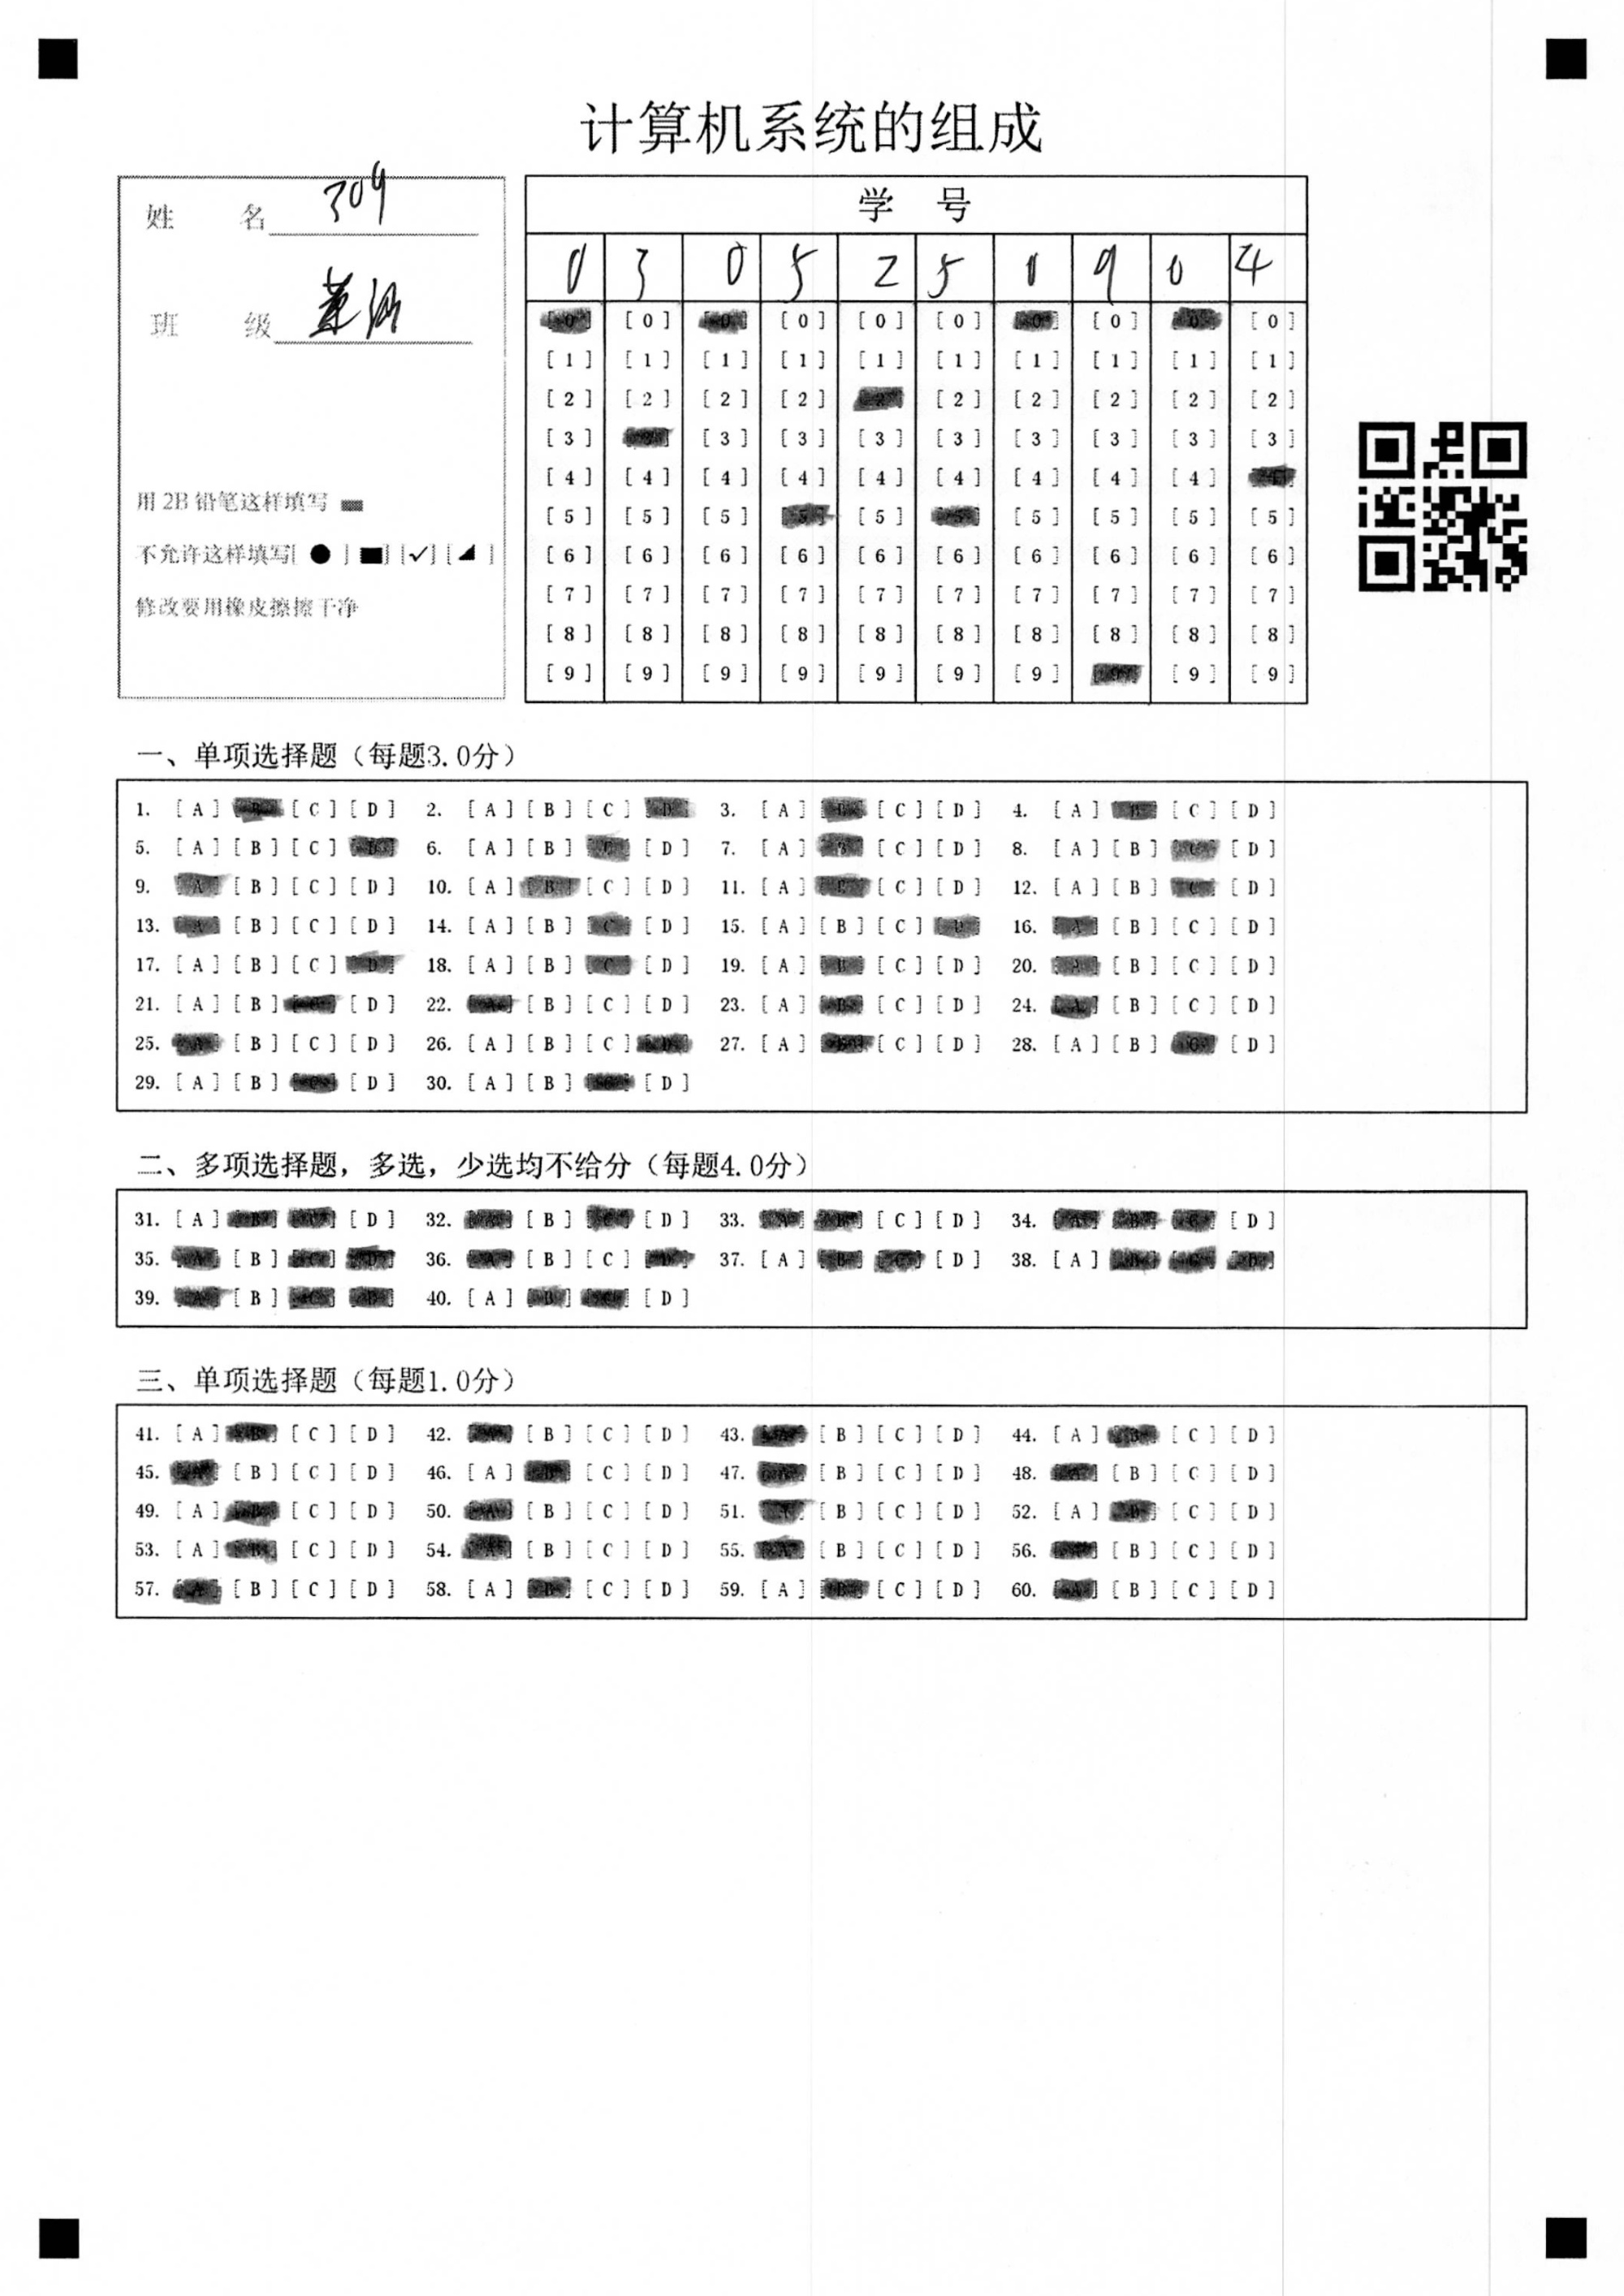 计算机系统的组成
姓 名 309
班 级
用 2B 铅笔这样填写
不允许这样填写[ ● ] [■] [✓] [◢ ]
修改要用橡皮擦擦干净
学 号
0 3 0 5 2 5 0 9 0 4
[0] [0] [0] [0] [0] [0] [0] [0] [0] [0]
[1] [1] [1] [1] [1] [1] [1] [1] [1] [1]
[2] [2] [2] [2] [2] [2] [2] [2] [2] [2]
[3] [3] [3] [3] [3] [3] [3] [3] [3] [3]
[4] [4] [4] [4] [4] [4] [4] [4] [4] [4]
[5] [5] [5] [5] [5] [5] [5] [5] [5] [5]
[6] [6] [6] [6] [6] [6] [6] [6] [6] [6]
[7] [7] [7] [7] [7] [7] [7] [7] [7] [7]
[8] [8] [8] [8] [8] [8] [8] [8] [8] [8]
[9] [9] [9] [9] [9] [9] [9] [9] [9] [9]
一、单项选择题（每题3.0分）
1. [A] [B] [C] [D] 2. [A] [B] [C] [D] 3. [A] [B] [C] [D] 4. [A] [B] [C] [D]
5. [A] [B] [C] [D] 6. [A] [B] [C] [D] 7. [A] [B] [C] [D] 8. [A] [B] [C] [D]
9. [A] [B] [C] [D] 10. [A] [B] [C] [D] 11. [A] [B] [C] [D] 12. [A] [B] [C] [D]
13. [A] [B] [C] [D] 14. [A] [B] [C] [D] 15. [A] [B] [C] [D] 16. [A] [B] [C] [D]
17. [A] [B] [C] [D] 18. [A] [B] [C] [D] 19. [A] [B] [C] [D] 20. [A] [B] [C] [D]
21. [A] [B] [C] [D] 22. [A] [B] [C] [D] 23. [A] [B] [C] [D] 24. [A] [B] [C] [D]
25. [A] [B] [C] [D] 26. [A] [B] [C] [D] 27. [A] [B] [C] [D] 28. [A] [B] [C] [D]
29. [A] [B] [C] [D] 30. [A] [B] [C] [D]
二、多项选择题，多选，少选均不给分（每题4.0分）
31. [A] [B] [C] [D] 32. [A] [B] [C] [D] 33. [A] [B] [C] [D] 34. [A] [B] [C] [D]
35. [A] [B] [C] [D] 36. [A] [B] [C] [D] 37. [A] [B] [C] [D] 38. [A] [B] [C] [D]
39. [A] [B] [C] [D] 40. [A] [B] [C] [D]
三、单项选择题（每题1.0分）
41. [A] [B] [C] [D] 42. [A] [B] [C] [D] 43. [A] [B] [C] [D] 44. [A] [B] [C] [D]
45. [A] [B] [C] [D] 46. [A] [B] [C] [D] 47. [A] [B] [C] [D] 48. [A] [B] [C] [D]
49. [A] [B] [C] [D] 50. [A] [B] [C] [D] 51. [A] [B] [C] [D] 52. [A] [B] [C] [D]
53. [A] [B] [C] [D] 54. [A] [B] [C] [D] 55. [A] [B] [C] [D] 56. [A] [B] [C] [D]
57. [A] [B] [C] [D] 58. [A] [B] [C] [D] 59. [A] [B] [C] [D] 60. [A] [B] [C] [D]